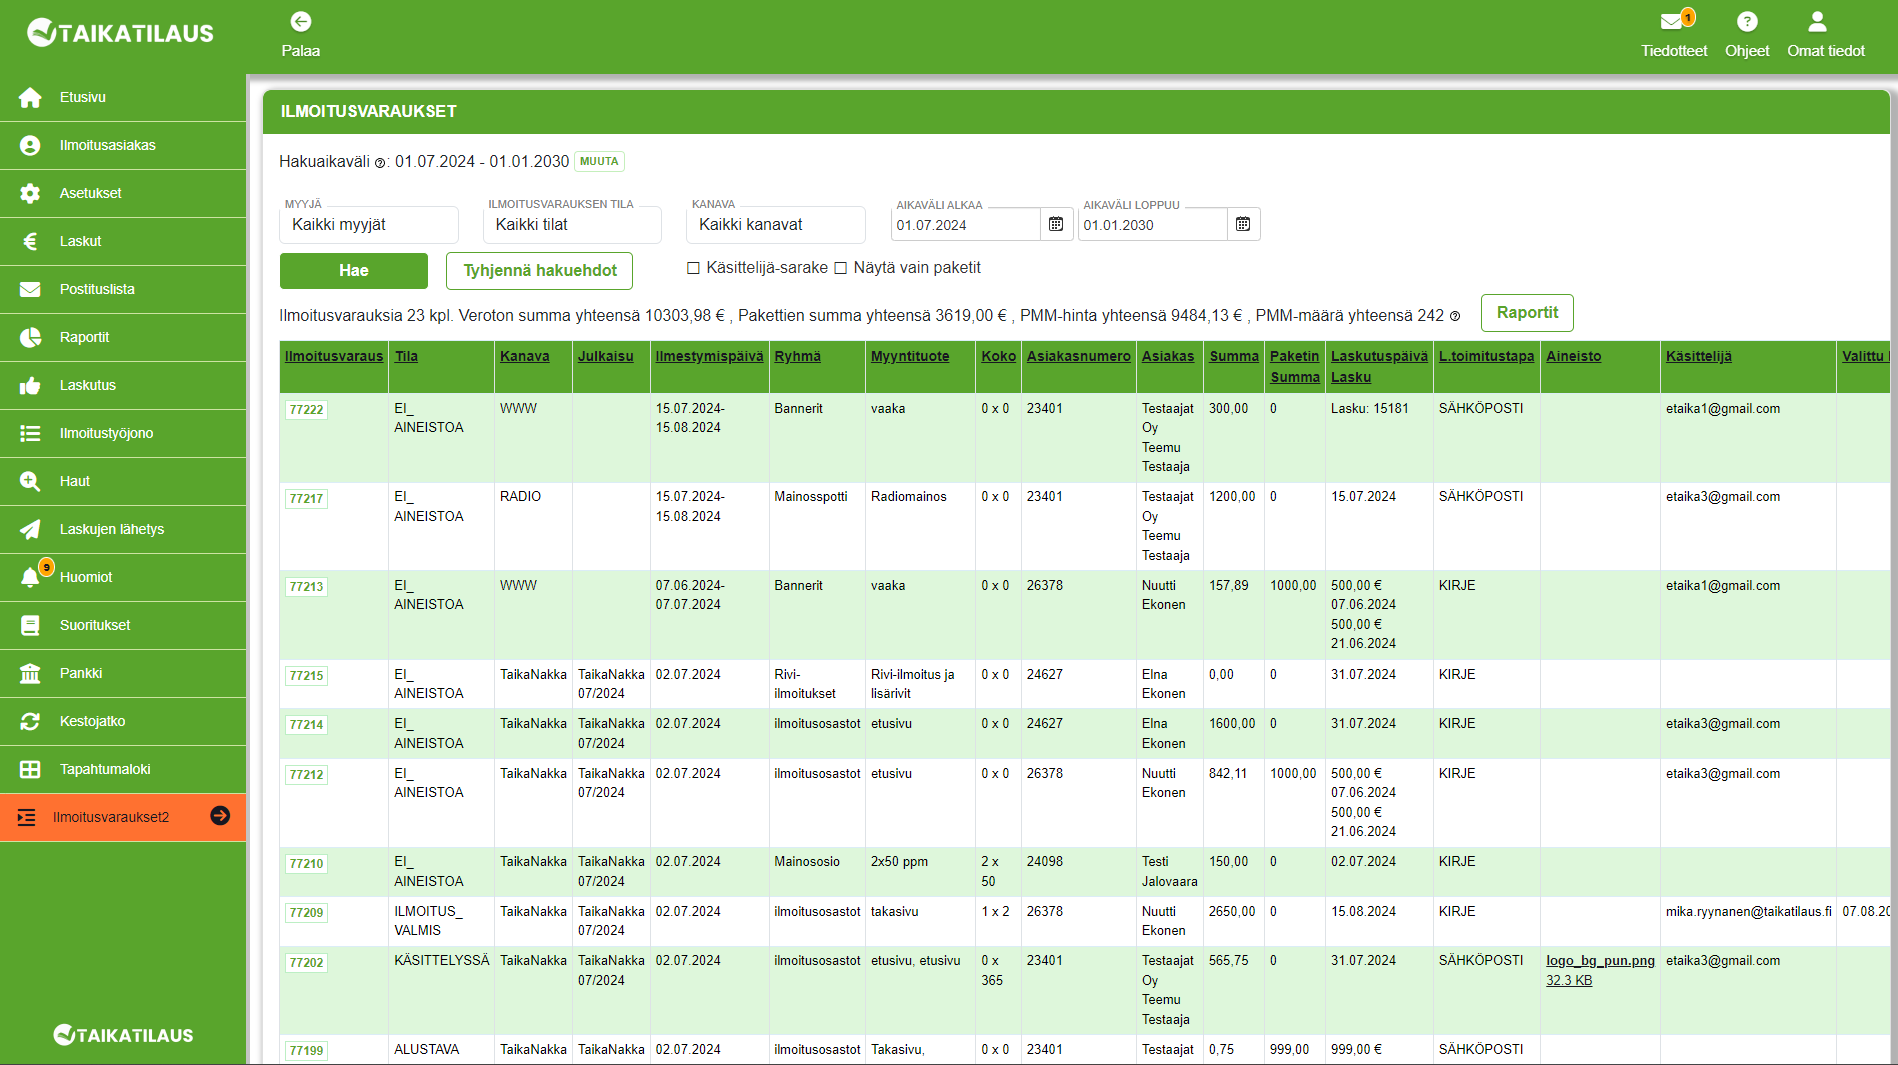 TAIKATILAUS
Palaa
Tiedotteet 1
Ohjeet
Omat tiedot
Etusivu
Ilmoitusasiakas
Asetukset
Laskut
Postituslista
Raportit
Laskutus
Ilmoitustyöjono
Haut
Laskujen lähetys
9 Huomiot
Suoritukset
Pankki
Kestojatko
Tapahtumaloki
Ilmoitusvaraukset2
TAIKATILAUS
ILMOITUSVARAUKSET
Hakuaikaväli : 01.07.2024 - 01.01.2030 MUUTA
MYYJÄ ILMOITUSVARAUKSEN TILA KANAVA AIKAVÄLI ALKAA AIKAVÄLI LOPPUU
Kaikki myyjät Kaikki tilat Kaikki kanavat 01.07.2024 01.01.2030
Hae Tyhjennä hakuehdot Käsittelijä-sarake Näytä vain paketit
Ilmoitusvarauksia 23 kpl. Veroton summa yhteensä 10303,98 € , Pakettien summa yhteensä 3619,00 € , PMM-hinta yhteensä 9484,13 € , PMM-määrä yhteensä 242 Raportit
Ilmoitusvaraus Tila Kanava Julkaisu Ilmestymispäivä Ryhmä Myyntituote Koko Asiakasnumero Asiakas Summa Paketin Laskutuspäivä L.toimitustapa Aineisto Käsittelijä Valittu
Summa Lasku
77222 EI_ WWW 15.07.2024- Bannerit vaaka 0 x 0 23401 Testaajat 300,00 0 Lasku: 15181 SÄHKÖPOSTI etaika1@gmail.com
AINEISTOA 15.08.2024 Oy
Teemu
Testaaja
77217 EI_ RADIO 15.07.2024- Mainosspotti Radiomainos 0 x 0 23401 Testaajat 1200,00 0 15.07.2024 SÄHKÖPOSTI etaika3@gmail.com
AINEISTOA 15.08.2024 Oy
Teemu
Testaaja
77213 EI_ WWW 07.06.2024- Bannerit vaaka 0 x 0 26378 Nuutti 157,89 1000,00 500,00 € KIRJE etaika1@gmail.com
AINEISTOA 07.07.2024 Ekonen 07.06.2024
500,00 €
21.06.2024
77215 EI_ TaikaNakka TaikaNakka 02.07.2024 Rivi- Rivi-ilmoitus ja 0 x 0 24627 Elna 0,00 0 31.07.2024 KIRJE
AINEISTOA 07/2024 ilmoitukset lisärivit Ekonen
77214 EI_ TaikaNakka TaikaNakka 02.07.2024 ilmoitusosastot etusivu 0 x 0 24627 Elna 1600,00 0 31.07.2024 KIRJE etaika3@gmail.com
AINEISTOA 07/2024 Ekonen
77212 EI_ TaikaNakka TaikaNakka 02.07.2024 ilmoitusosastot etusivu 0 x 0 26378 Nuutti 842,11 1000,00 500,00 € KIRJE etaika3@gmail.com
AINEISTOA 07/2024 Ekonen 07.06.2024
500,00 €
21.06.2024
77210 EI_ TaikaNakka TaikaNakka 02.07.2024 Mainososio 2x50 ppm 2 x 24098 Testi 150,00 0 02.07.2024 KIRJE
AINEISTOA 07/2024 50 Jalovaara
77209 ILMOITUS_ TaikaNakka TaikaNakka 02.07.2024 ilmoitusosastot takasivu 1 x 2 26378 Nuutti 2650,00 0 15.08.2024 KIRJE mika.ryynanen@taikatilaus.fi 07.08.20
VALMIS 07/2024 Ekonen
77202 KÄSITTELYSSÄ TaikaNakka TaikaNakka 02.07.2024 ilmoitusosastot etusivu, etusivu 0 x 23401 Testaajat 565,75 0 31.07.2024 SÄHKÖPOSTI logo_bg_pun.png etaika3@gmail.com
07/2024 365 Oy 32.3 KB
Teemu
Testaaja
77199 ALUSTAVA TaikaNakka TaikaNakka 02.07.2024 ilmoitusosastot Takasivu, 0 x 0 23401 Testaajat 0,75 999,00 999,00 € SÄHKÖPOSTI